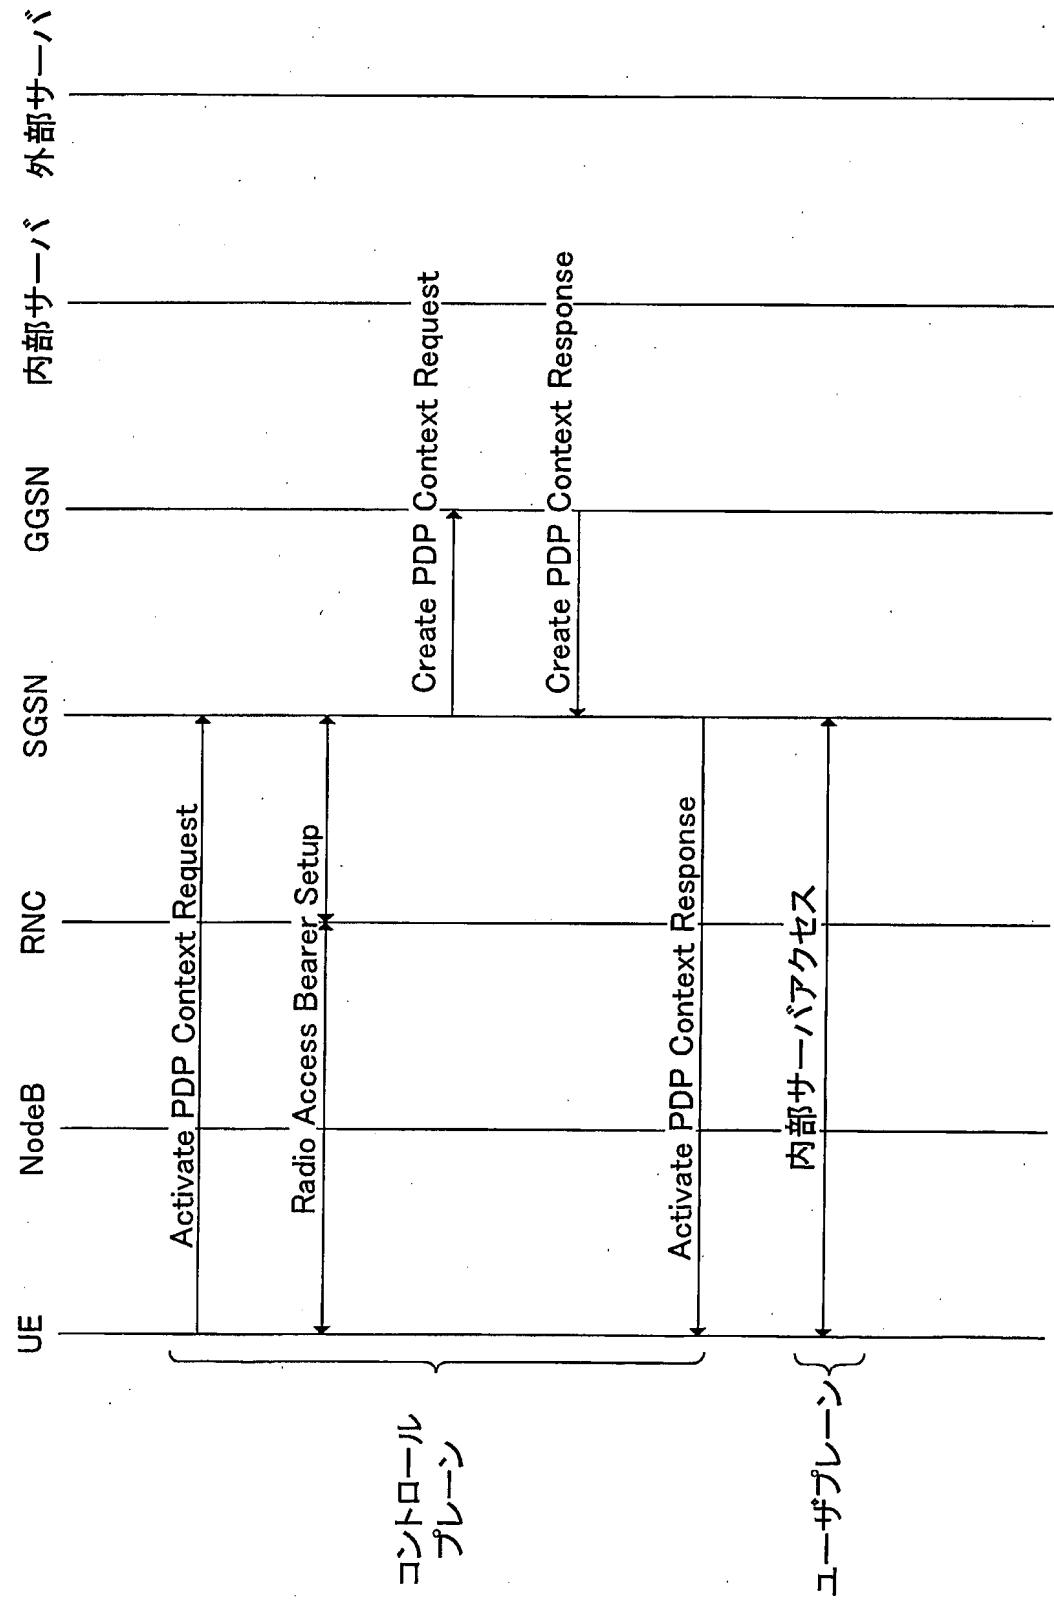 UE
NodeB
RNC
SGSN
GGSN
内部サーバ
外部サーバ
コントロール
プレーン
Activate PDP Context Request
Radio Access Bearer Setup
Create PDP Context Request
Create PDP Context Response
Activate PDP Context Response
ユーザプレーン
内部サーバアクセス